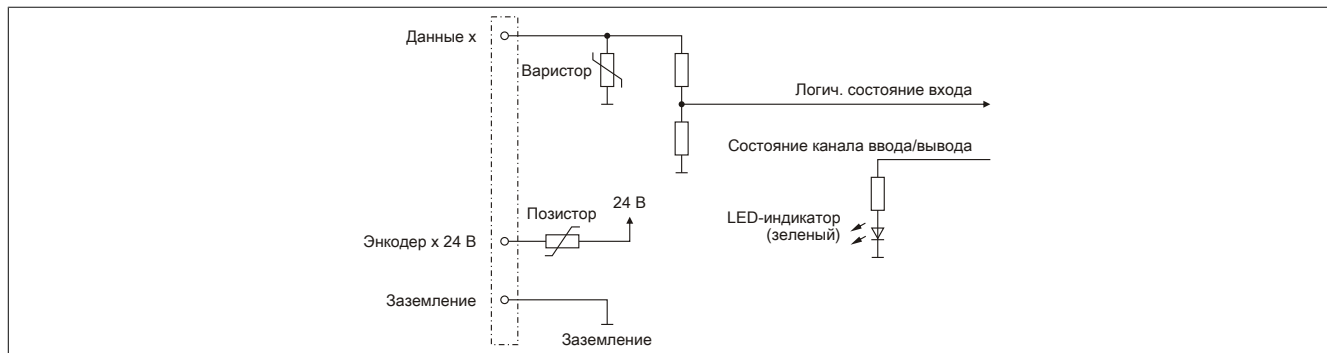 Данные x
Варистор
Логич. состояние входа
Состояние канала ввода/вывода
Позистор
24 В
LED-индикатор
(зеленый)
Энкодер x 24 В
Заземление
Заземление